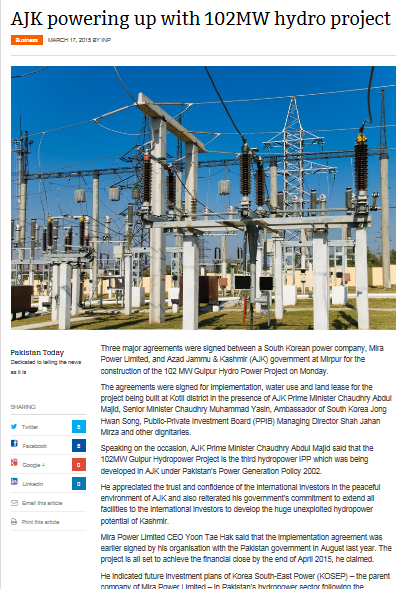 AJK powering up with 102MW hydro project
Business MARCH 17, 2015 BY INP
Pakistan Today
Dedicated to telling the news
as it is
SHARING
Twitter 8
Facebook 8
Google + 0
Linkedin 0
Email this article
Print this article
Three major agreements were signed between a South Korean power company, Mira
Power Limited, and Azad Jammu & Kashmir (AJK) government at Mirpur for the
construction of the 102 MW Gulpur Hydro Power Project on Monday.
The agreements were signed for implementation, water use and land lease for the
project being built at Kotli district in the presence of AJK Prime Minister Chaudhry Abdul
Majid, Senior Minister Chaudhry Muhammad Yasin, Ambassador of South Korea Jong
Hwan Song, Public-Private Investment Board (PPIB) Managing Director Shah Jahan
Mirza and other dignitaries.
Speaking on the occasion, AJK Prime Minister Chaudhry Abdul Majid said that the
102MW Gulpur Hydropower Project is the third hydropower IPP which was being
developed in AJK under Pakistan's Power Generation Policy 2002.
He appreciated the trust and confidence of the international investors in the peaceful
environment of AJK and also reiterated his government's commitment to extend all
facilities to the international investors to develop the huge unexploited hydropower
potential of Kashmir.
Mira Power Limited CEO Yoon Tae Hak said that the implementation agreement was
earlier signed by his organisation with the Pakistan government in August last year. The
project is all set to achieve the financial close by the end of April 2015, he claimed.
He indicated future investment plans of Korea South-East Power (KOSEP) – the parent
company of Mira Power Limited – in Pakistan's hydropower sector following the